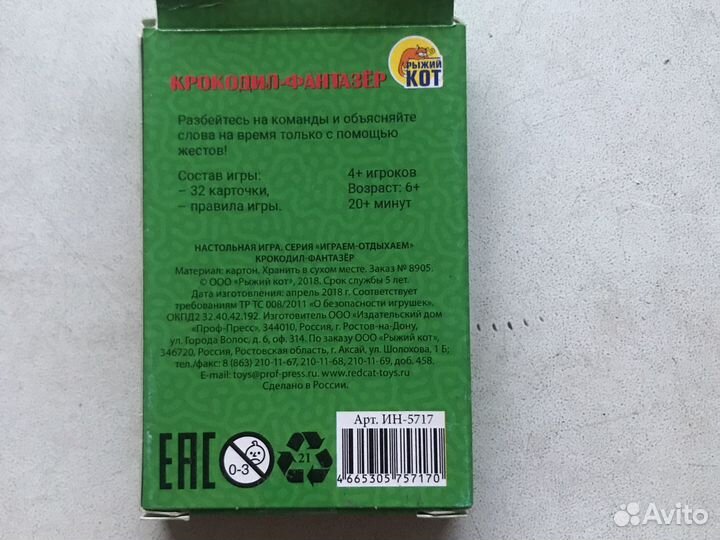 РЫЖИЙ
КОТ
КРОКОДИЛ-ФАНТАЗЁР
Разбейтесь на команды и объясняйте
слова на время только с помощью
жестов!
Состав игры:
– 32 карточки,
– правила игры.
4+ игроков
Возраст: 6+
20+ минут
НАСТОЛЬНАЯ ИГРА. СЕРИЯ «ИГРАЕМ-ОТДЫХАЕМ»
КРОКОДИЛ-ФАНТАЗЁР
Материал: картон. Хранить в сухом месте. Заказ № 8905.
© ООО «Рыжий кот», 2018. Срок службы 5 лет.
Дата изготовления: апрель 2018 г. Соответствует
требованиям ТР ТС 008/2011 «О безопасности игрушек».
ОКПД2 32.40.42.192. Изготовитель ООО «Издательский дом
«Проф-Пресс», 344010, Россия, г. Ростов-на-Дону,
ул. Города Волос, д. 6, оф. 314. По заказу ООО «Рыжий кот»,
346720, Россия, Ростовская область, г. Аксай, ул. Шолохова, 1 Б;
тел./факс: 8 (863) 210-11-67, 210-11-68, 210-11-69, доб. 458.
E-mail: toys@prof-press.ru, www.redcat-toys.ru
Сделано в России.
Арт. ИН-5717
EAC
0-3
21
4 665305 757170
Avito